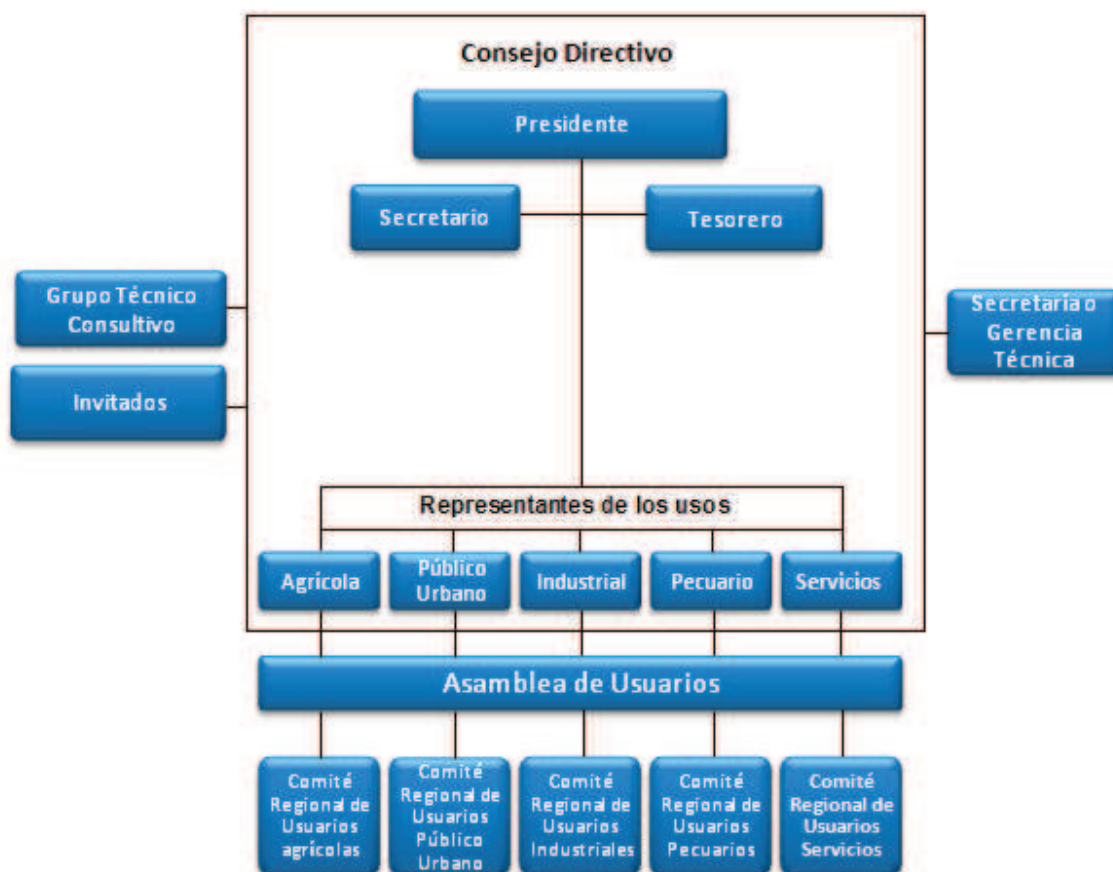 Consejo Directivo
Presidente
Secretario
Tesorero
Grupo Técnico
Consultivo
Invitados
Secretaría o
Gerencia
Técnica
Representantes de los usos
Agrícola
Público
Urbano
Industrial
Pecuario
Servicios
Asamblea de Usuarios
Comité
Regional de
Usuarios
agrícolas
Comité
Regional de
Usuarios
Público
Urbano
Comité
Regional de
Usuarios
Industriales
Comité
Regional de
Usuarios
Pecuarios
Comité
Regional de
Usuarios
Servicios